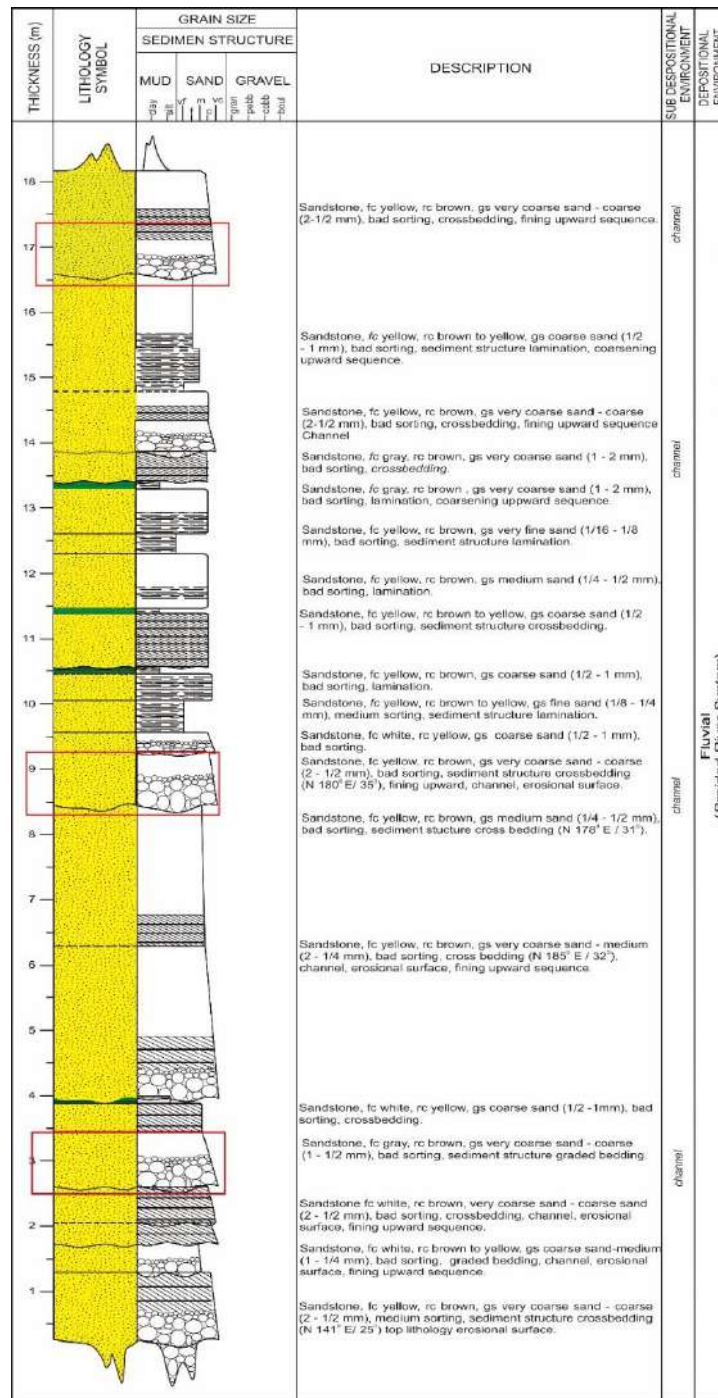 THICKNESS (m)
LITHOLOGY
SYMBOL
GRAIN SIZE
SEDIMEN STRUCTURE
MUD SAND GRAVEL
clay silt vf m vc gran pebb cobb boul
DESCRIPTION
SUB DESPOSITIONAL
ENVIRONMENT
DEPOSITIONAL
18
Sandstone, fc yellow, rc brown, gs very coarse sand - coarse
(2-1/2 mm), bad sorting, crossbedding, fining upward sequence.
channel
17
16
Sandstone, fc yellow, rc brown to yellow, gs coarse sand (1/2
- 1 mm), bad sorting, sediment structure lamination, coarsening
upward sequence.
15
Sandstone, fc yellow, rc brown, gs very coarse sand - coarse
(2-1/2 mm), bad sorting, crossbedding, fining upward sequence
Channel
14
channel
Sandstone, fc gray, rc brown, gs very coarse sand (1 - 2 mm),
bad sorting, crossbedding.
Sandstone, fc gray, rc brown , gs very coarse sand (1 - 2 mm),
bad sorting, lamination, coarsening uppward sequence.
13
Sandstone, fc yellow, rc brown, gs very fine sand (1/16 - 1/8
mm), bad sorting, sediment structure lamination.
12
Sandstone, fc yellow, rc brown, gs medium sand (1/4 - 1/2 mm),
bad sorting, lamination.
Sandstone, fc yellow, rc brown to yellow, gs coarse sand (1/2
- 1 mm), bad sorting, sediment structure crossbedding.
11
Sandstone, fc yellow, rc brown, gs coarse sand (1/2 - 1 mm),
bad sorting, lamination.
10
Sandstone, fc yellow, rc brown to yellow, gs fine sand (1/8 - 1/4
mm), medium sorting, sediment structure lamination.
Sandstone, fc white, rc yellow, gs coarse sand (1/2 - 1 mm),
bad sorting.
9
Sandstone, fc yellow, rc brown, gs very coarse sand - coarse
(2 - 1/2 mm), bad sorting, sediment structure crossbedding
(N 180° E/ 35°), fining upward, channel, erosional surface.
channel
Fluvial
Sandstone, fc yellow, rc brown, gs medium sand (1/4 - 1/2 mm),
bad sorting, sediment stucture cross bedding (N 178° E / 31°).
8
7
Sandstone, fc yellow, rc brown, gs very coarse sand - medium
(2 - 1/4 mm), bad sorting, cross bedding (N 185° E / 32°),
channel, erosional surface, fining upward sequence.
6
5
4
Sandstone, fc white, rc yellow, gs coarse sand (1/2 -1mm), bad
sorting, crossbedding.
Sandstone, fc gray, rc brown, gs very coarse sand - coarse
(1 - 1/2 mm), bad sorting, sediment structure graded bedding.
3
channel
Sandstone fc white, rc brown, very coarse sand - coarse sand
(2 - 1/2 mm), bad sorting, crossbedding, channel, erosional
surface, fining upward sequence.
2
Sandstone, fc white, rc brown to yellow, gs coarse sand-medium
(1 - 1/4 mm), bad sorting, graded bedding, channel, erosional
surface, fining upward sequence.
1
Sandstone, fc yellow, rc brown, gs very coarse sand - coarse
(2 - 1/2 mm), medium sorting, sediment structure crossbedding
(N 141° E/ 25°) top lithology erosional surface.